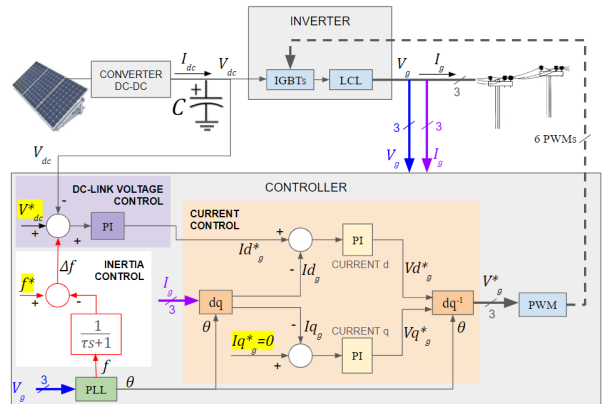 INVERTER
CONVERTER
DC-DC
I_dc
V_dc
C
+
IGBTs
LCL
V_g
I_g
3
3
3
V_g
I_g
6 PWMs
V_dc
CONTROLLER
DC-LINK VOLTAGE
CONTROL
V*_dc
-
+
+
PI
CURRENT
CONTROL
Id*_g
+
-
Id_g
PI
CURRENT d
Vd*_g
INERTIA
CONTROL
Δf
f*
+
-
1
τs+1
f
I_g
3
dq
θ
dq⁻¹
θ
V*_g
3
PWM
-
Iq_g
Iq*_g=0
+
CURRENT q
PI
Vq*_g
V_g
3
PLL
θ